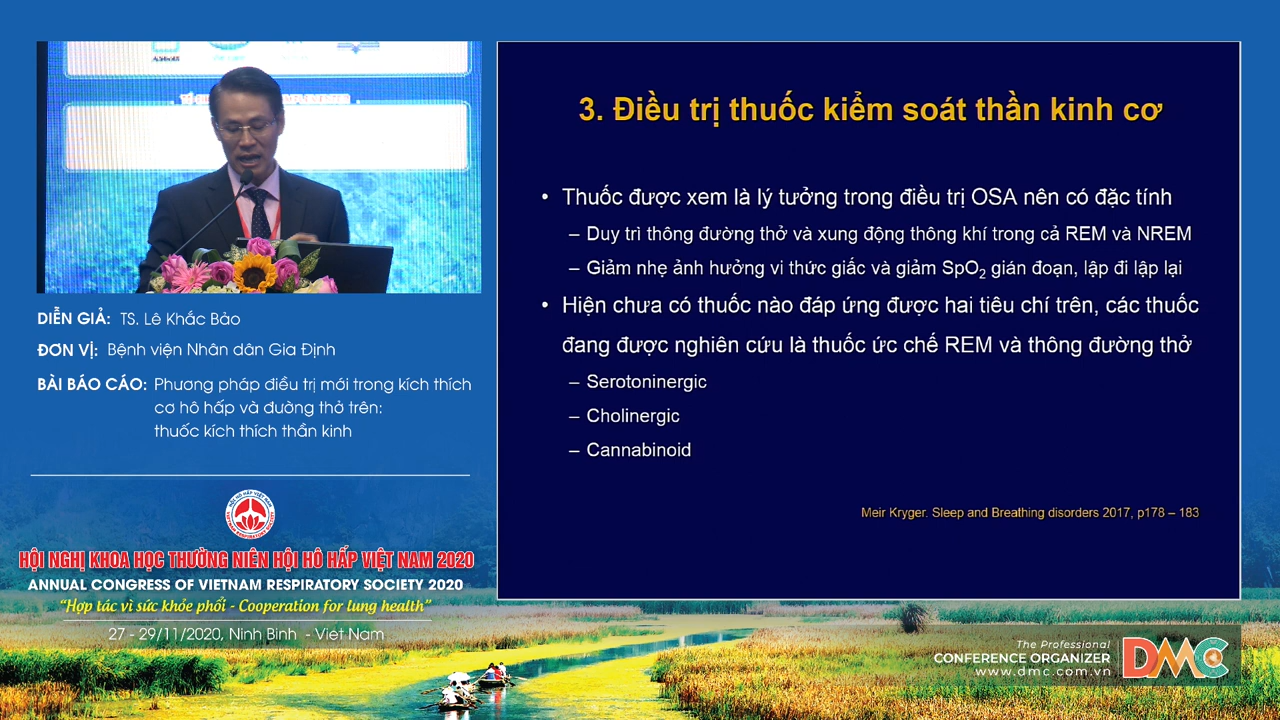 3. Điều trị thuốc kiểm soát thần kinh cơ
• Thuốc được xem là lý tưởng trong điều trị OSA nên có đặc tính
– Duy trì thông đường thở và xung động thông khí trong cả REM và NREM
– Giảm nhẹ ảnh hưởng vi thức giấc và giảm SpO2 gián đoạn, lập đi lập lại
• Hiện chưa có thuốc nào đáp ứng được hai tiêu chí trên, các thuốc
đang được nghiên cứu là thuốc ức chế REM và thông đường thở
– Serotoninergic
– Cholinergic
– Cannabinoid
Meir Kryger. Sleep and Breathing disorders 2017, p178 – 183
DIỄN GIẢ: TS. Lê Khắc Bảo
ĐƠN VỊ: Bệnh viện Nhân dân Gia Định
BÀI BÁO CÁO: Phương pháp điều trị mới trong kích thích
cơ hô hấp và đường thở trên:
thuốc kích thích thần kinh
HỘI HÔ HẤP VIỆT NAM
VIETNAM RESPIRATORY SOCIETY
HỘI NGHỊ KHOA HỌC THƯỜNG NIÊN HỘI HÔ HẤP VIỆT NAM 2020
ANNUAL CONGRESS OF VIETNAM RESPIRATORY SOCIETY 2020
“Hợp tác vì sức khỏe phổi - Cooperation for lung health”
27 - 29/11/2020, Ninh Binh - Viet Nam
The Professional
CONFERENCE ORGANIZER
www.dmc.com.vn
DMC